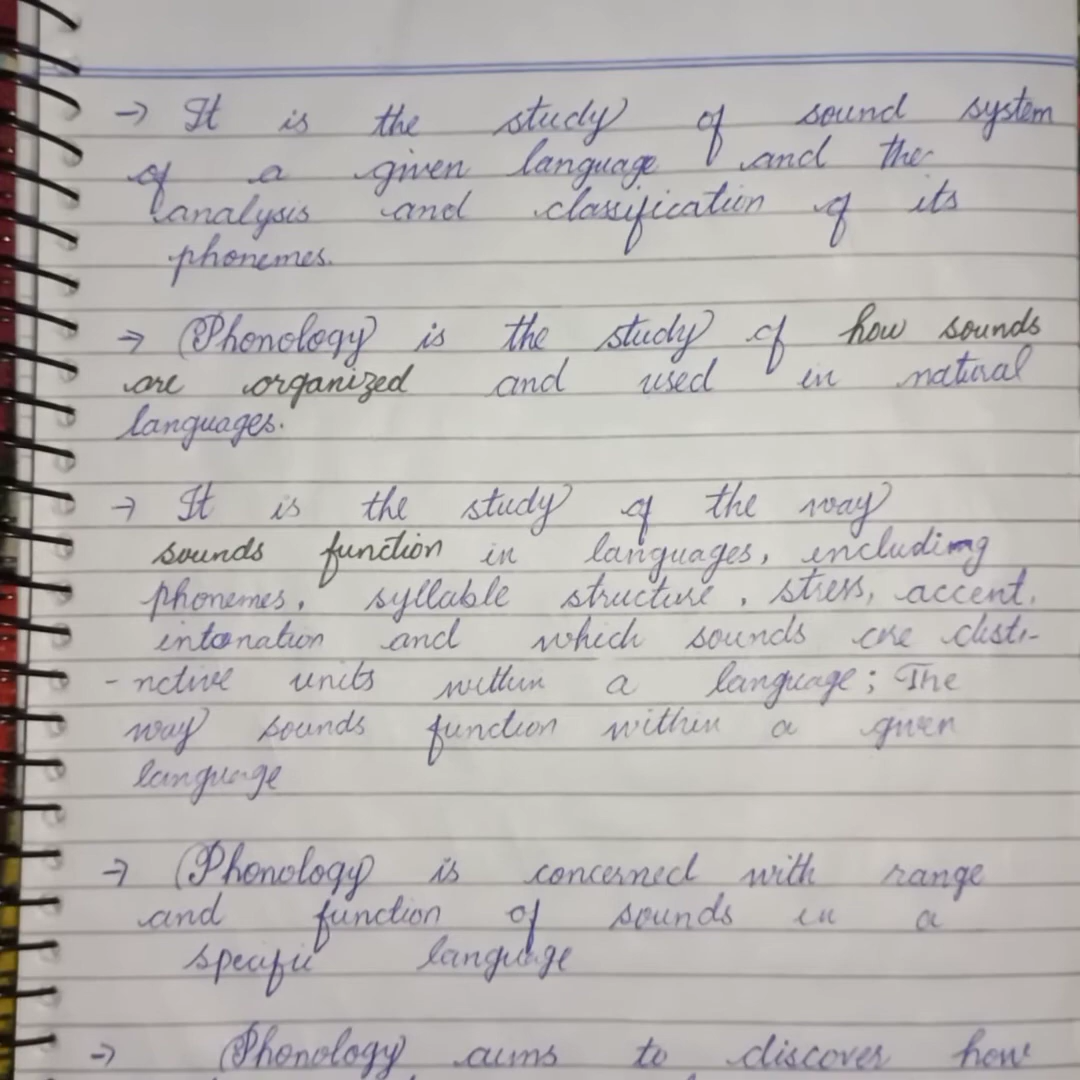 → It is the study of sound system
of a given language and the
analysis and classification of its
phonemes.
→ Phonology is the study of how sounds
are organized and used in natural
languages.
→ It is the study of the way
sounds function in languages, including
phonemes, syllable structure, stress, accent,
intonation and which sounds are disti-
-nctive units within a language; The
way sounds function within a given
language
→ Phonology is concerned with range
and function of sounds in a
specific language
→ Phonology aims to discover how